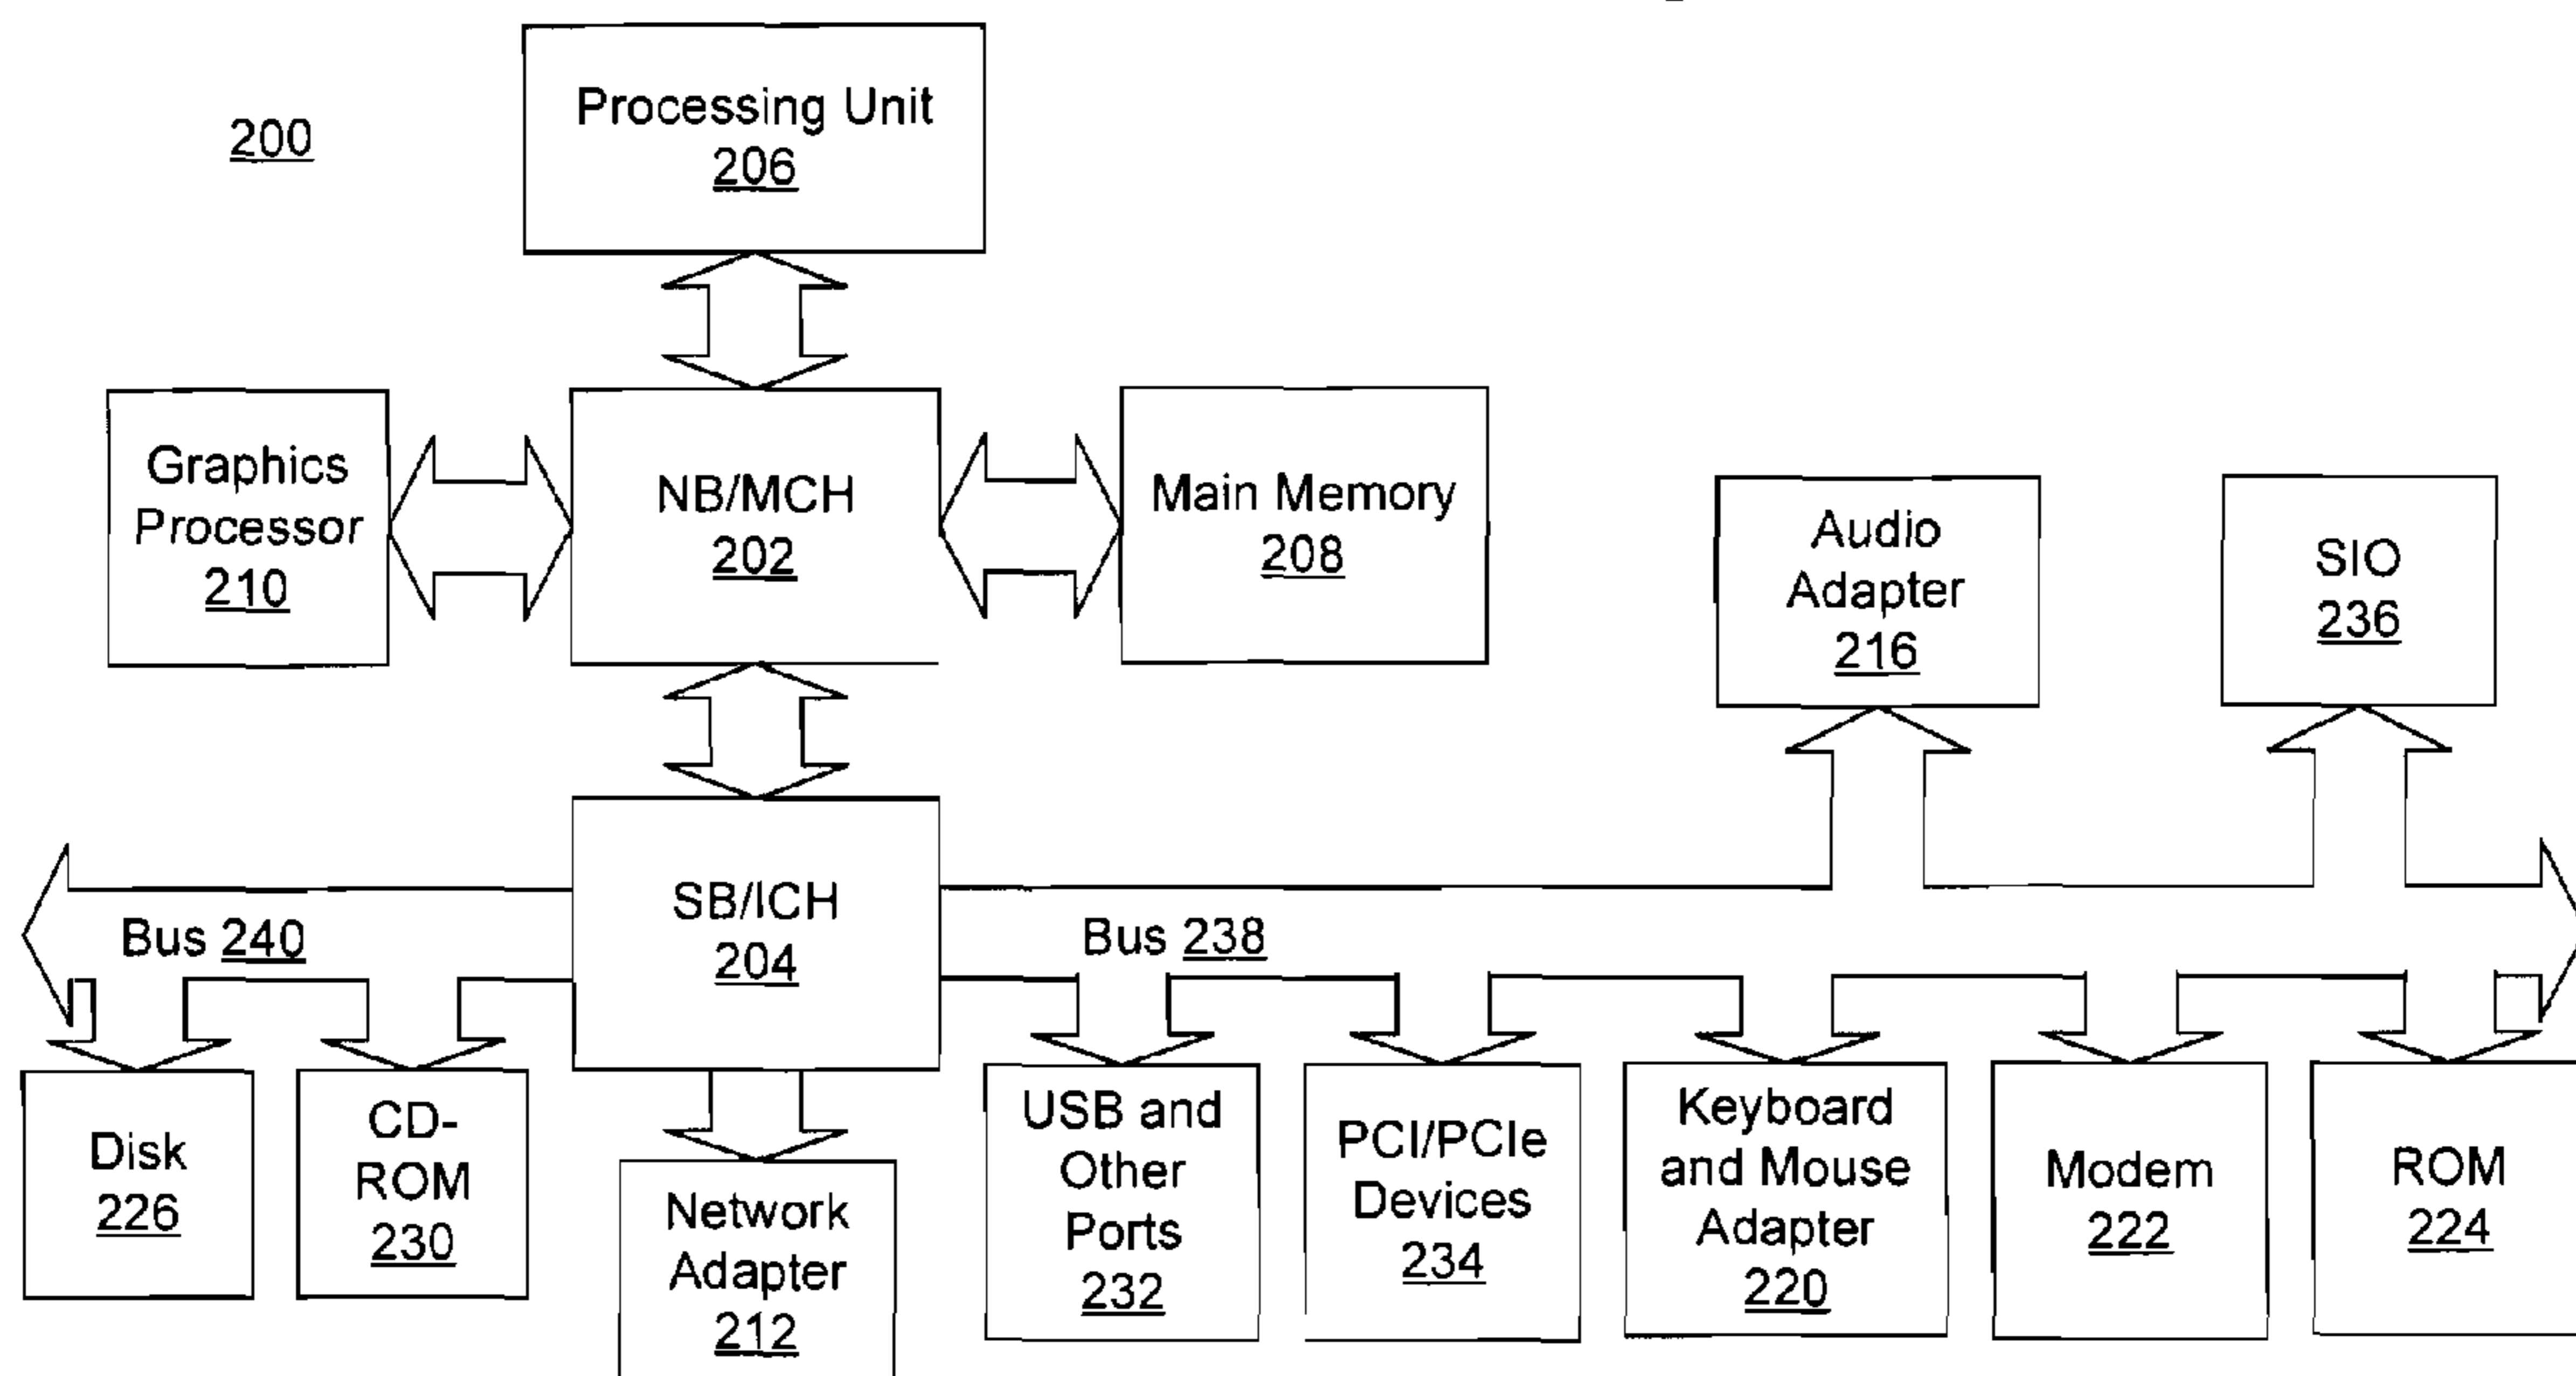 200
Processing Unit
206
Graphics
Processor
210
NB/MCH
202
Main Memory
208
Audio
Adapter
216
SIO
236
Bus 240
SB/ICH
204
Bus 238
Disk
226
CD-
ROM
230
Network
Adapter
212
USB and
Other
Ports
232
PCI/PCIe
Devices
234
Keyboard
and Mouse
Adapter
220
Modem
222
ROM
224